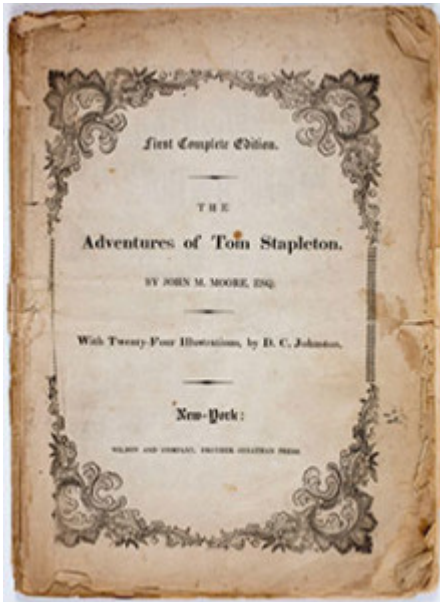 First Complete Edition.
THE
Adventures of Tom Stapleton.
BY JOHN M. MOORE, ESQ.
With Twenty-Four Illustrations, by D. C. Johnston.
New-York:
WILSON AND COMPANY, BROTHER JONATHAN PRESS